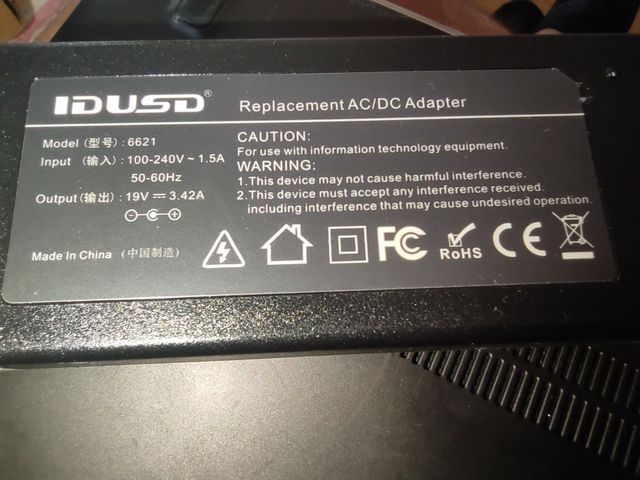 IDUSD® Replacement AC/DC Adapter
Model (型号) : 6621
Input (输入) : 100-240V ~ 1.5A
50-60Hz
Output(输出) : 19V ⎓ 3.42A
Made In China (中国制造)
CAUTION:
For use with information technology equipment.
WARNING:
1.This device may not cause harmful interference.
2.This device must accept any interference received.
including interference that may cause undesired operation.
FC RoHS CE